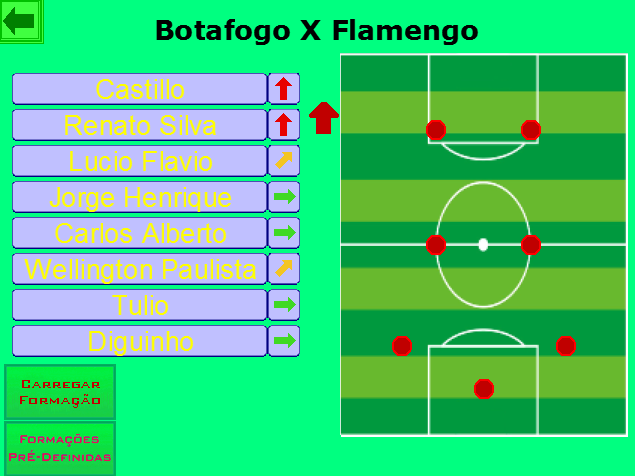 Botafogo X Flamengo
Castillo
Renato Silva
Lucio Flavio
Jorge Henrique
Carlos Alberto
Wellington Paulista
Tulio
Diguinho
Carregar
Formação
Formações
Pré-Definidas